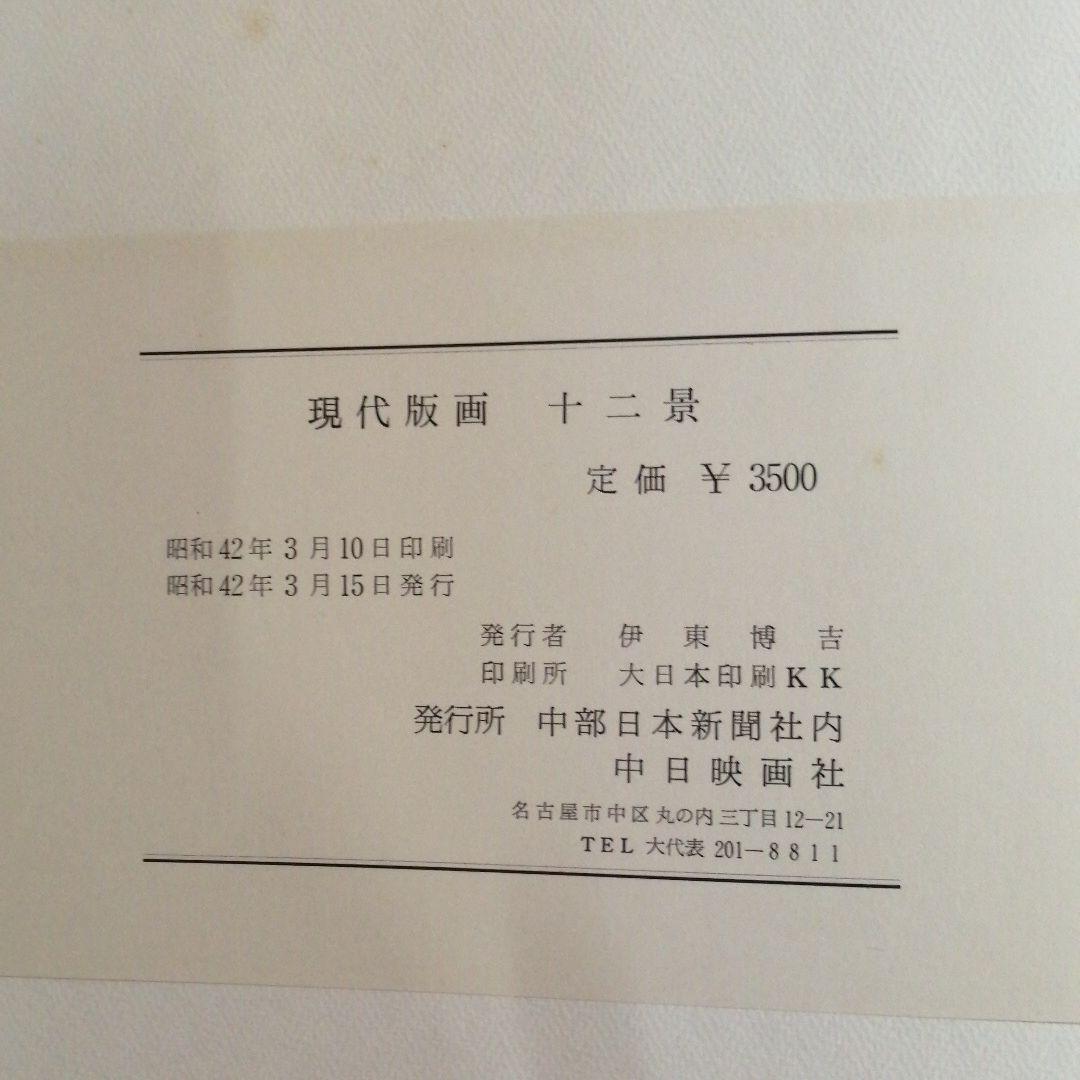 現代版画 十二景
定価 ¥ 3500
昭和42年3月10日印刷
昭和42年3月15日発行
発行者 伊東博吉
印刷所 大日本印刷KK
発行所 中部日本新聞社内
中日映画社
名古屋市中区丸の内三丁目12―21
TEL 大代表 201―8811